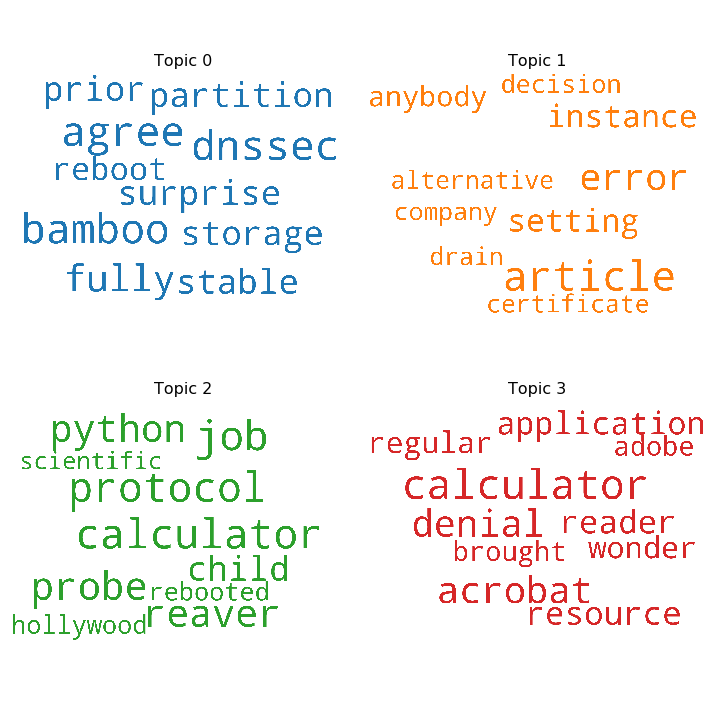 Topic 0
prior partition
agree dnssec
reboot
surprise
bamboo storage
fully stable
Topic 1
decision
anybody
instance
alternative error
company setting
drain
article
certificate
Topic 2
python job
scientific
protocol
calculator
child
probe rebooted
hollywood reaver
Topic 3
application
regular adobe
calculator
denial reader
brought wonder
acrobat
resource